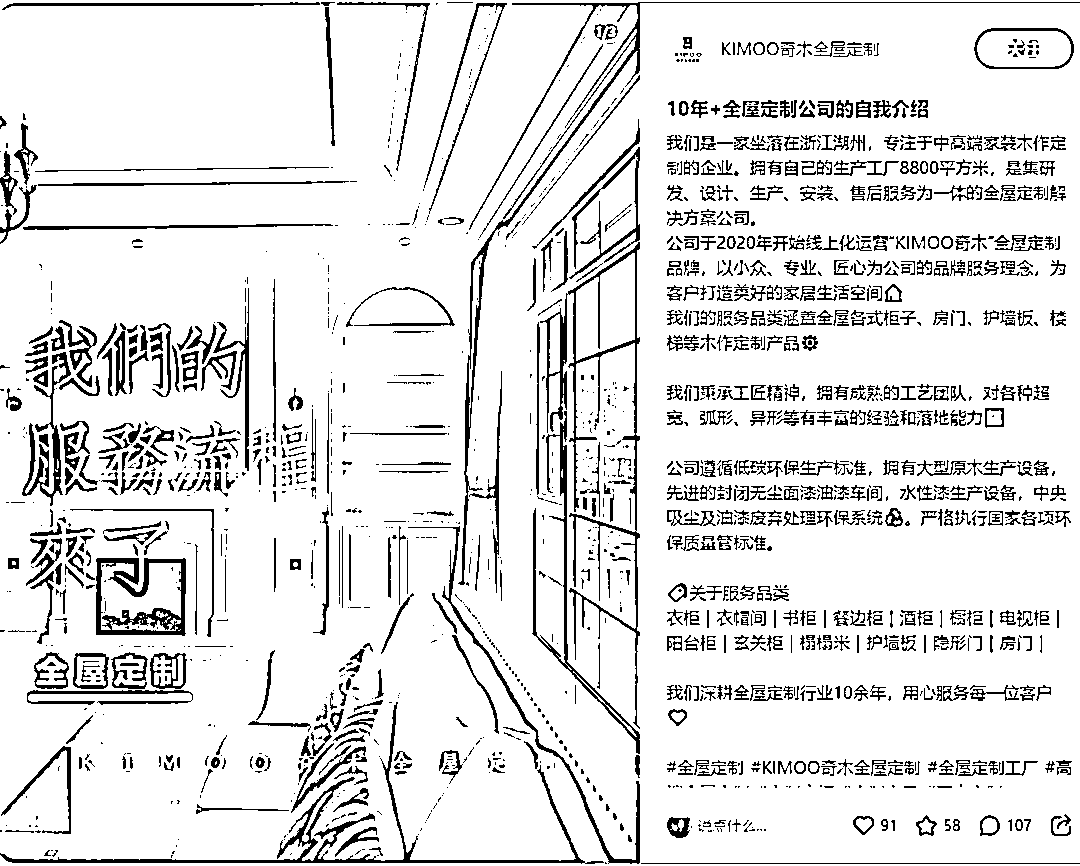 我們的
服務流程
來了
全屋定制
1/3
KIMOO奇木全屋定制
10年+全屋定制公司的自我介绍
我们是一家坐落在浙江湖州，专注于中高端家装木作定
制的企业。拥有自己的生产工厂8800平方米，是集研
发、设计、生产、安装、售后服务为一体的全屋定制解
决方案公司。
公司于2020年开始线上化运营“KIMOO奇木”全屋定制
品牌，以小众、专业、匠心为公司的品牌服务理念，为
客户打造美好的家居生活空间
我们的服务品类涵盖全屋各式柜子、房门、护墙板、楼
梯等木作定制产品
我们秉承工匠精神，拥有成熟的工艺团队，对各种超
宽、弧形、异形等有丰富的经验和落地能力
公司遵循低碳环保生产标准，拥有大型原木生产设备，
先进的封闭无尘面漆油漆车间，水性漆生产设备，中央
吸尘及油漆废弃处理环保系统。严格执行国家各项环
保质监管标准。
关于服务品类
衣柜 | 衣帽间 | 书柜 | 餐边柜 | 酒柜 | 橱柜 | 电视柜 |
阳台柜 | 玄关柜 | 榻榻米 | 护墙板 | 隐形门 | 房门 |
我们深耕全屋定制行业10余年，用心服务每一位客户
#全屋定制 #KIMOO奇木全屋定制 #全屋定制工厂 #高
说点什么...
91
58
107